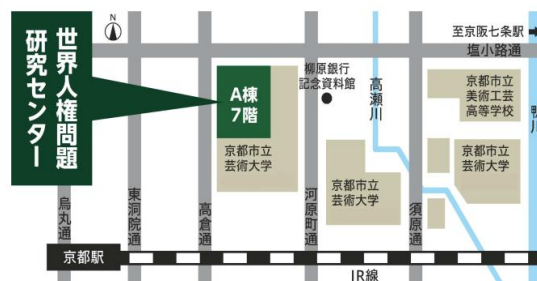 世界人権問題
研究センター
N
至京阪七条駅
塩小路通
A棟
7階
柳原銀行
記念資料館
高瀬川
京都市立
美術工芸
高等学校
鴨川
京都市立
芸術大学
京都市立
芸術大学
京都市立
芸術大学
烏丸通
東洞院通
高倉通
河原町通
須原通
京都駅
JR線